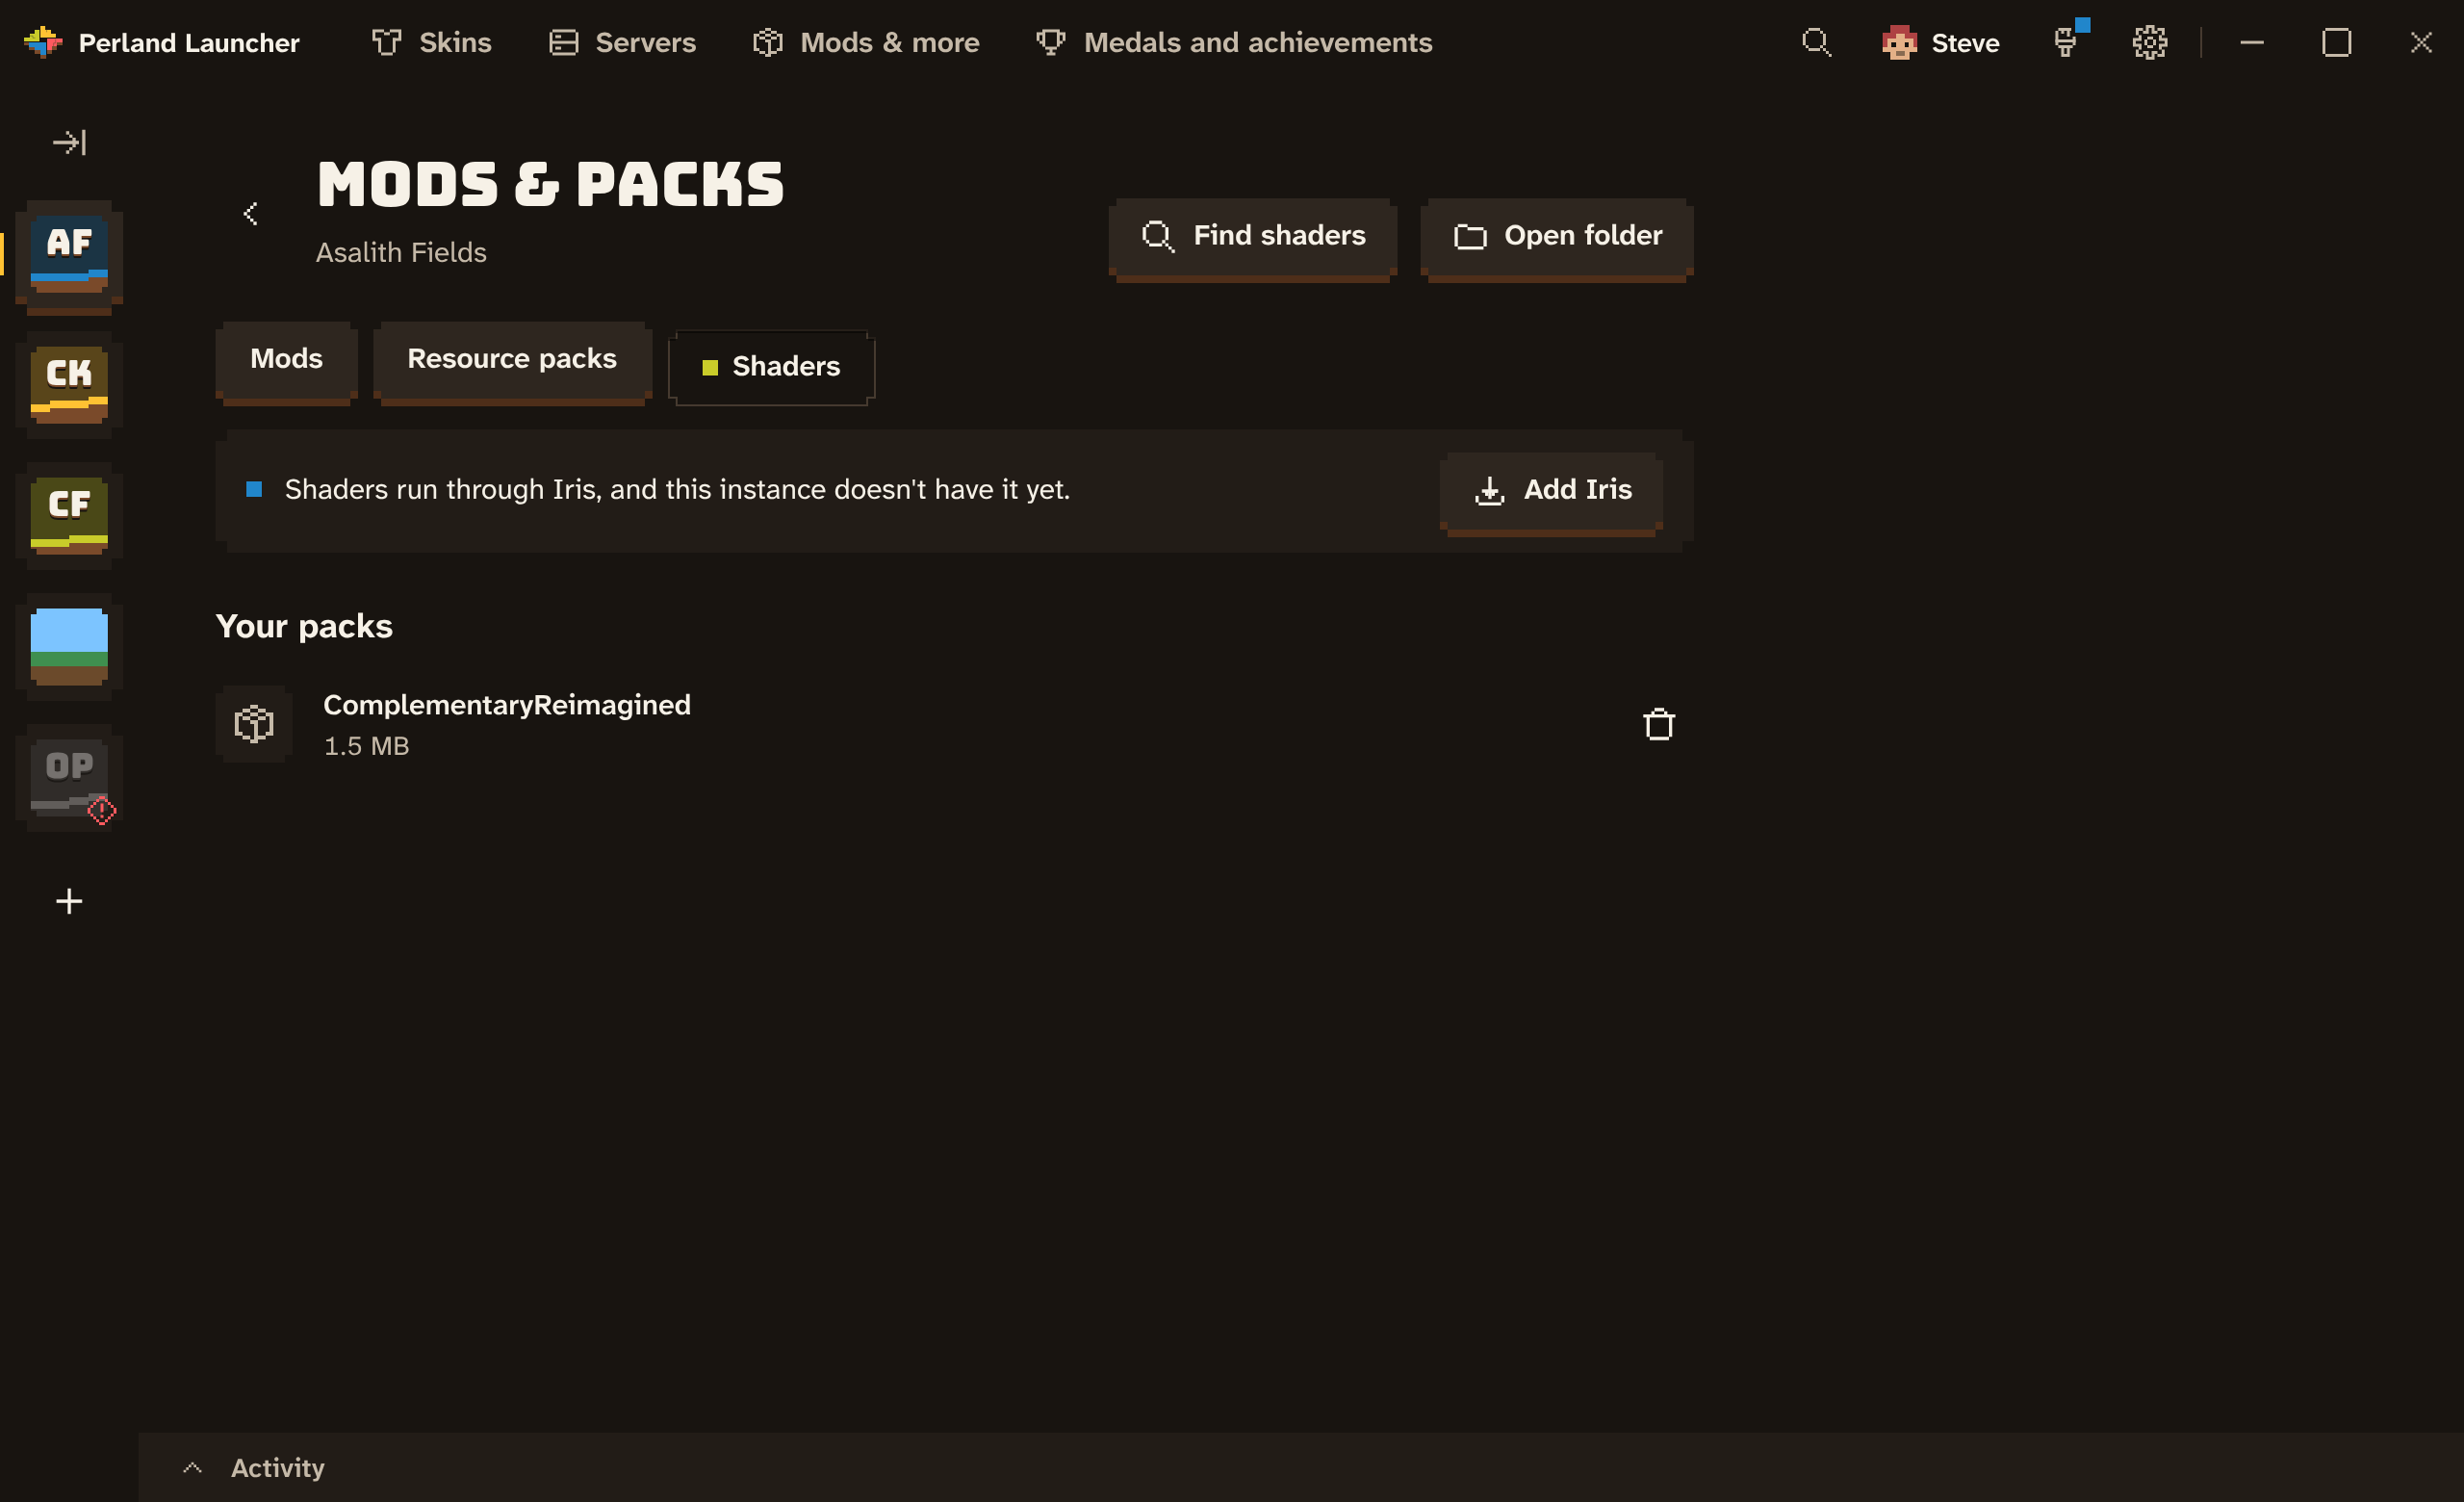 Perland Launcher
Skins
Servers
Mods & more
Medals and achievements
Steve
MODS & PACKS
Asalith Fields
Find shaders
Open folder
AF
CK
CF
OP
Mods
Resource packs
Shaders
Shaders run through Iris, and this instance doesn't have it yet.
Add Iris
Your packs
ComplementaryReimagined
1.5 MB
Activity